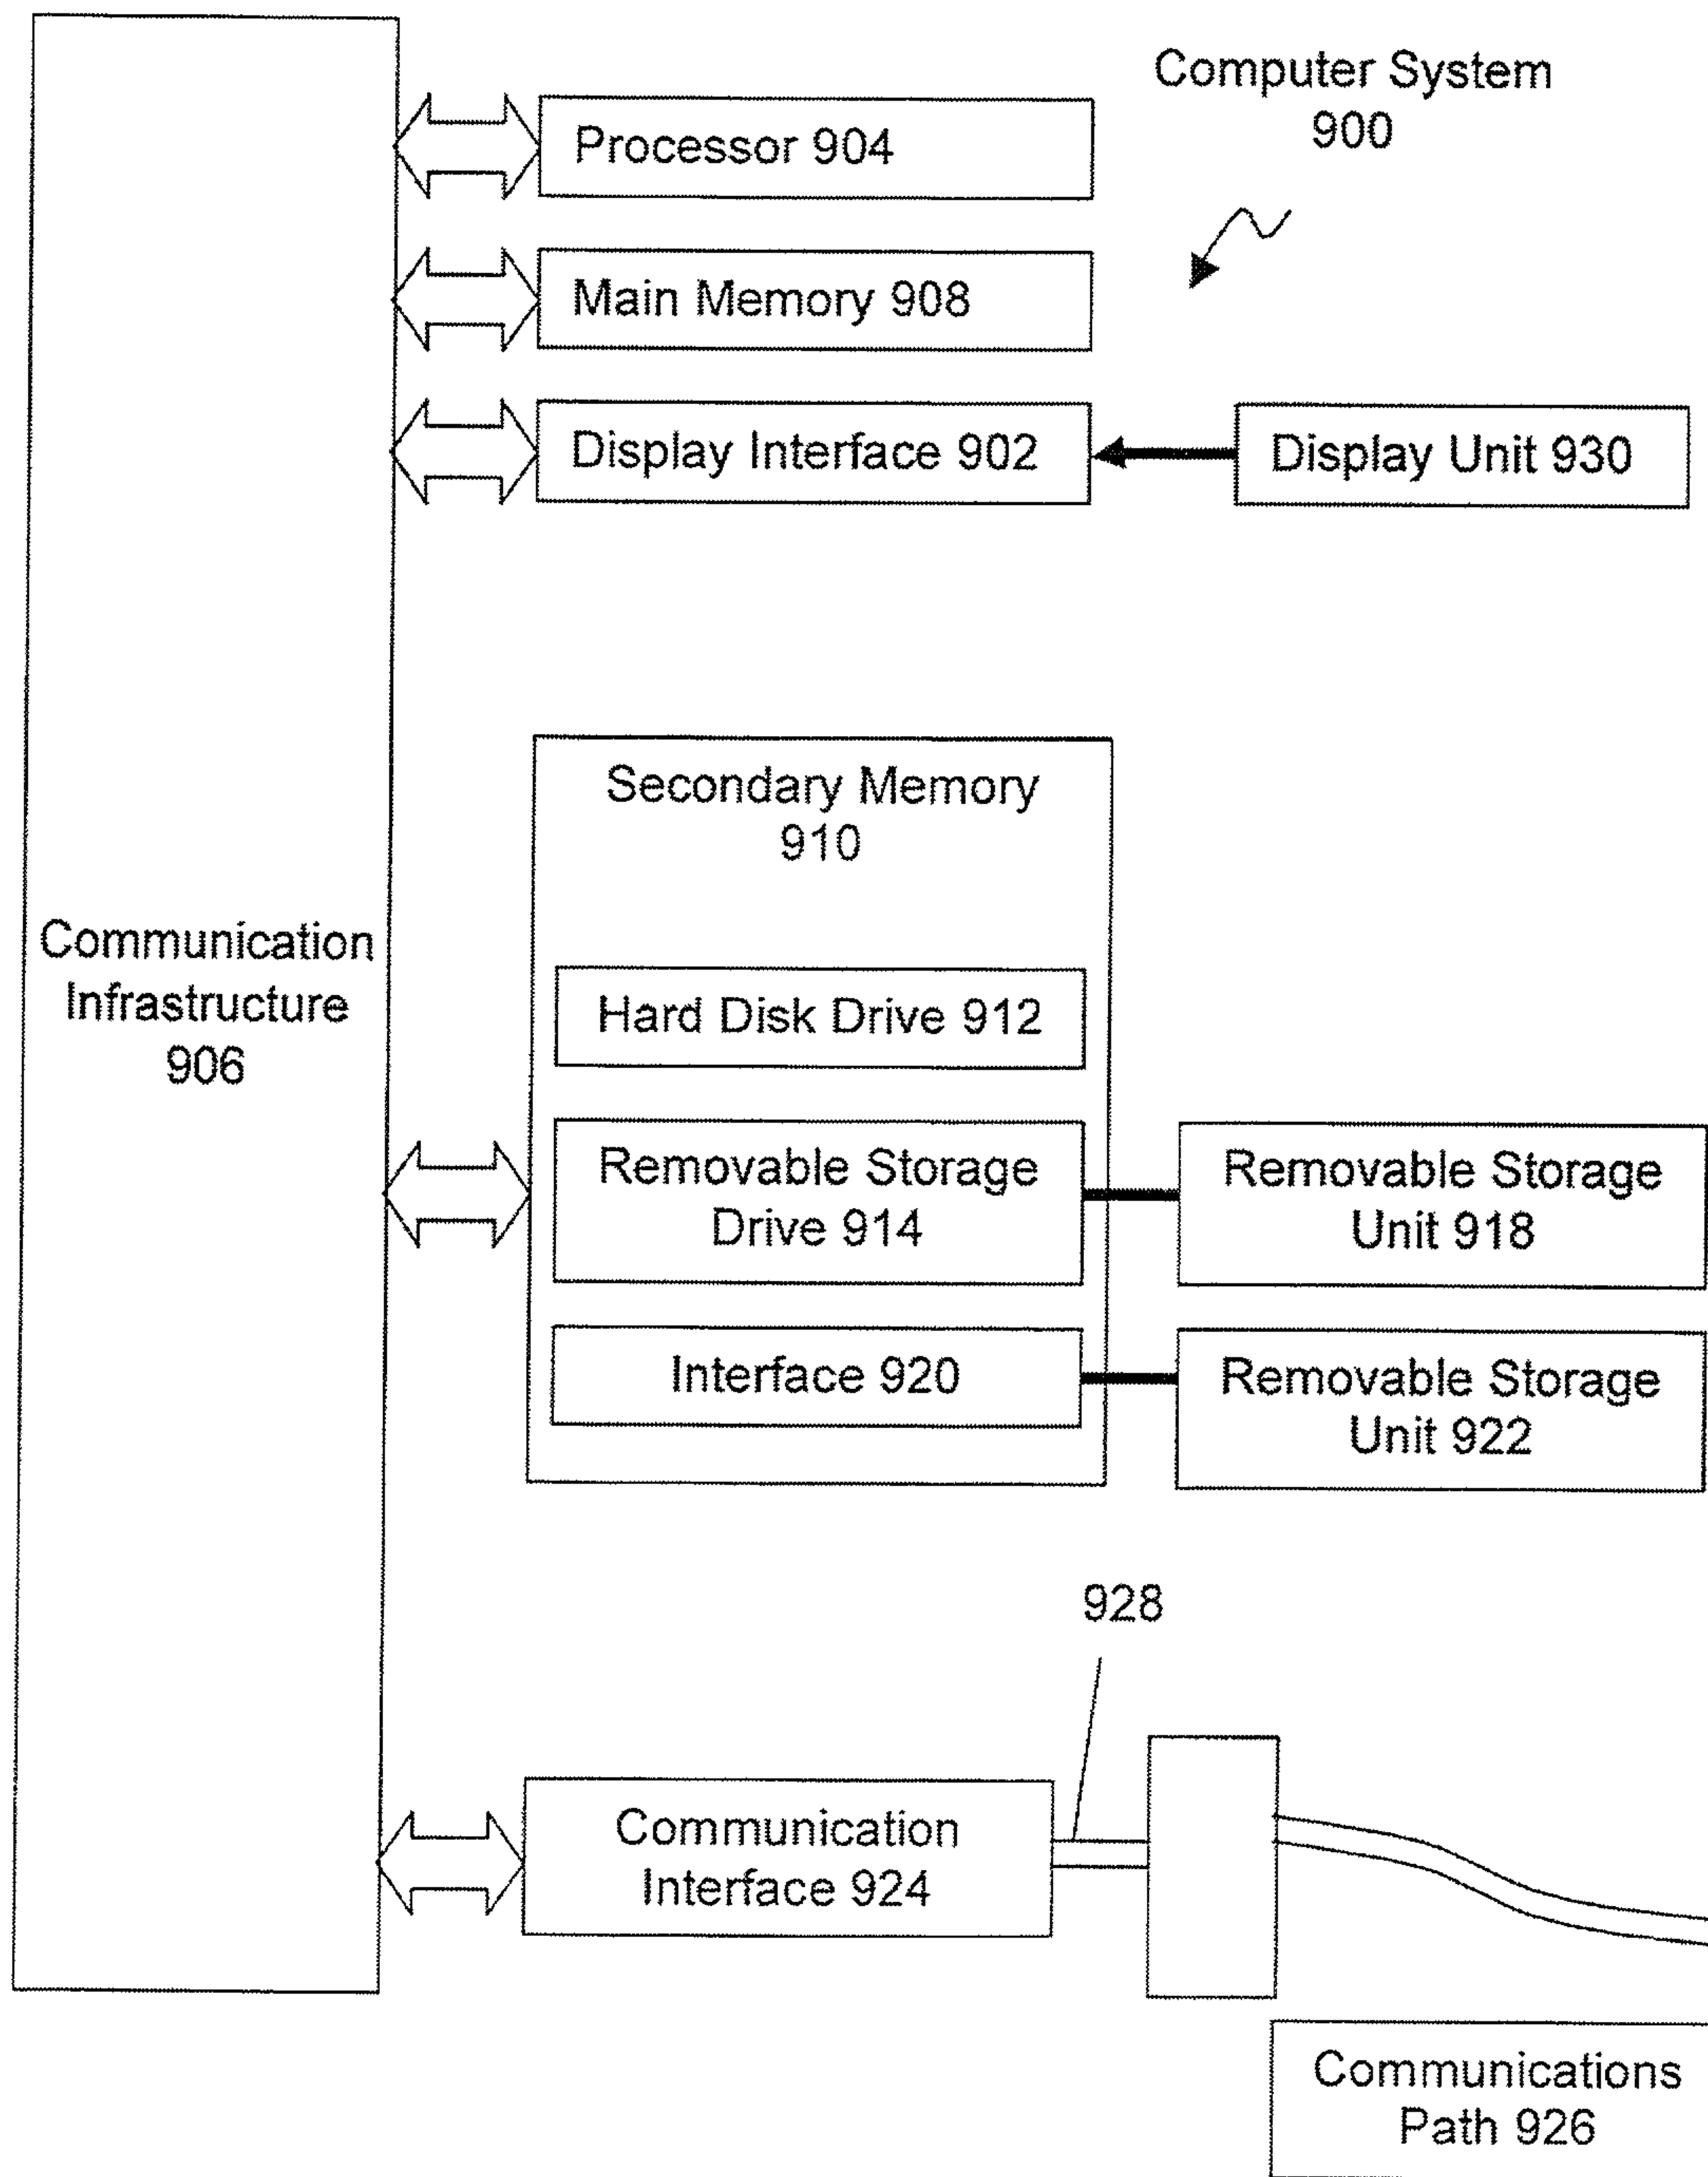 Computer System
900
Processor 904
Main Memory 908
Display Interface 902
Display Unit 930
Secondary Memory
910
Communication
Infrastructure
906
Hard Disk Drive 912
Removable Storage
Drive 914
Removable Storage
Unit 918
Interface 920
Removable Storage
Unit 922
928
Communication
Interface 924
Communications
Path 926